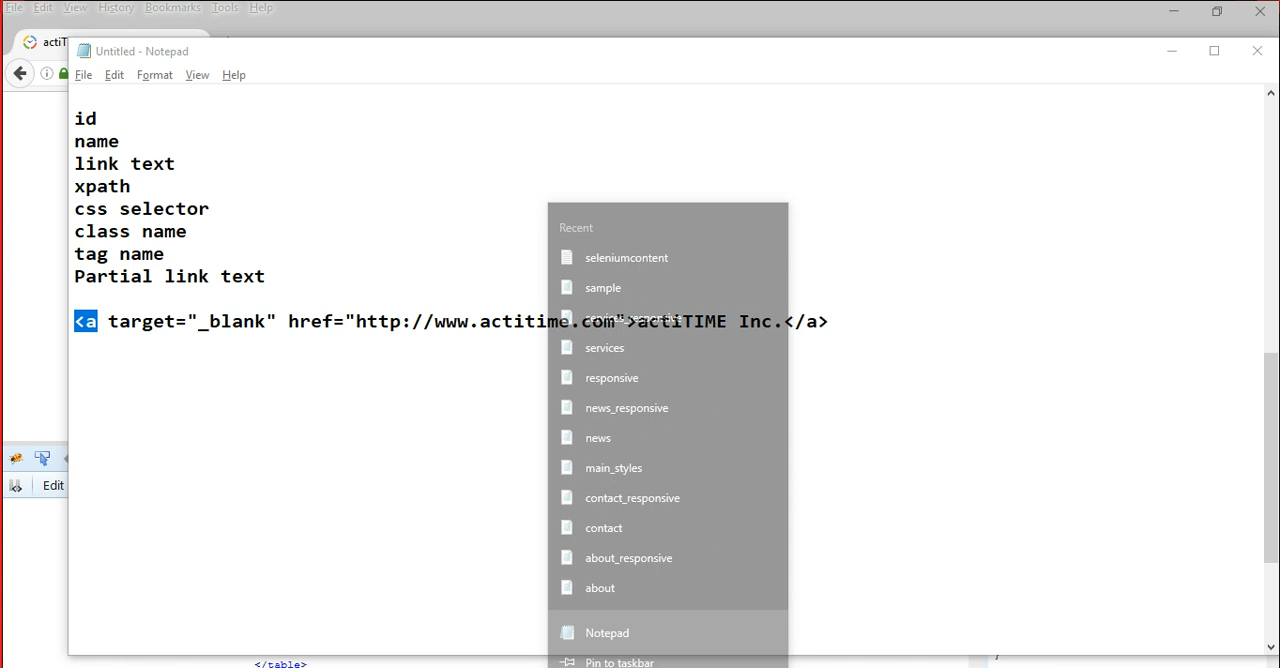 File Edit View History Bookmarks Tools Help
actiT
Untitled - Notepad
File Edit Format View Help
id
name
link text
xpath
css selector
class name
tag name
Partial link text
<a target="_blank" href="http://www.actitime.com">actiTIME Inc.</a>
Recent
seleniumcontent
sample
services_responsive
services
responsive
news_responsive
news
main_styles
contact_responsive
contact
about_responsive
about
Notepad
Pin to taskbar
Edit
</table>